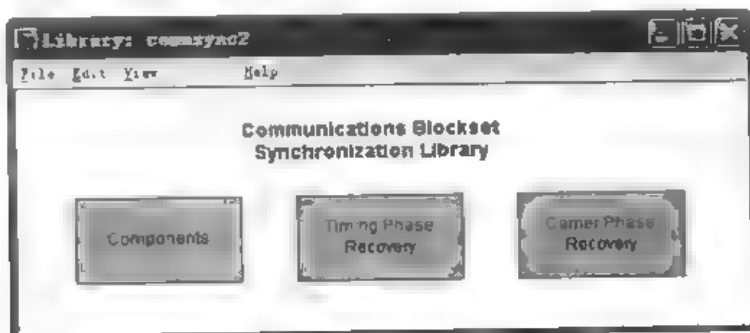 Library: commsync2
File Edit View Help
Communications Blockset
Synchronization Library
Components
Timing Phase
Recovery
Carrier Phase
Recovery